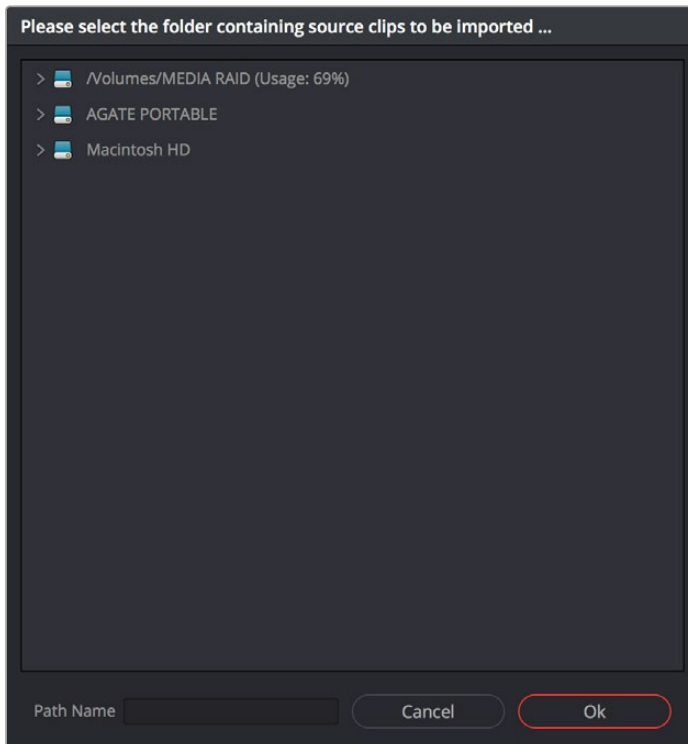 Please select the folder containing source clips to be imported ...
/Volumes/MEDIA RAID (Usage: 69%)
AGATE PORTABLE
Macintosh HD
Path Name
Cancel
Ok